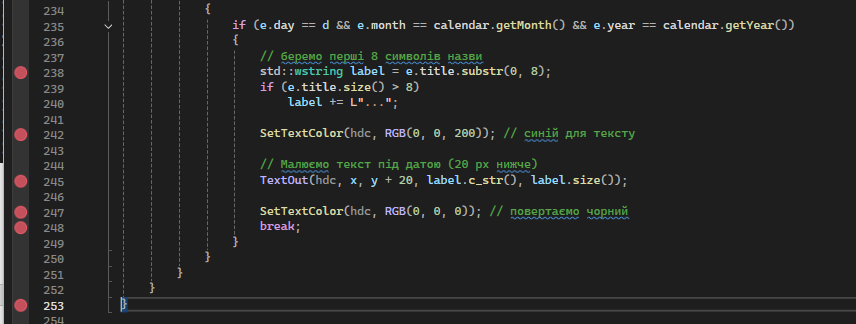 234 {
235 if (e.day == d && e.month == calendar.getMonth() && e.year == calendar.getYear())
236 {
237 // беремо перші 8 символів назви
238 std::wstring label = e.title.substr(0, 8);
239 if (e.title.size() > 8)
240 label += L"...";
241
242 SetTextColor(hdc, RGB(0, 0, 200)); // синій для тексту
243
244 // Малюємо текст під датою (20 px нижче)
245 TextOut(hdc, x, y + 20, label.c_str(), label.size());
246
247 SetTextColor(hdc, RGB(0, 0, 0)); // повертаємо чорний
248 break;
249 }
250 }
251 }
252 }
253 }
254